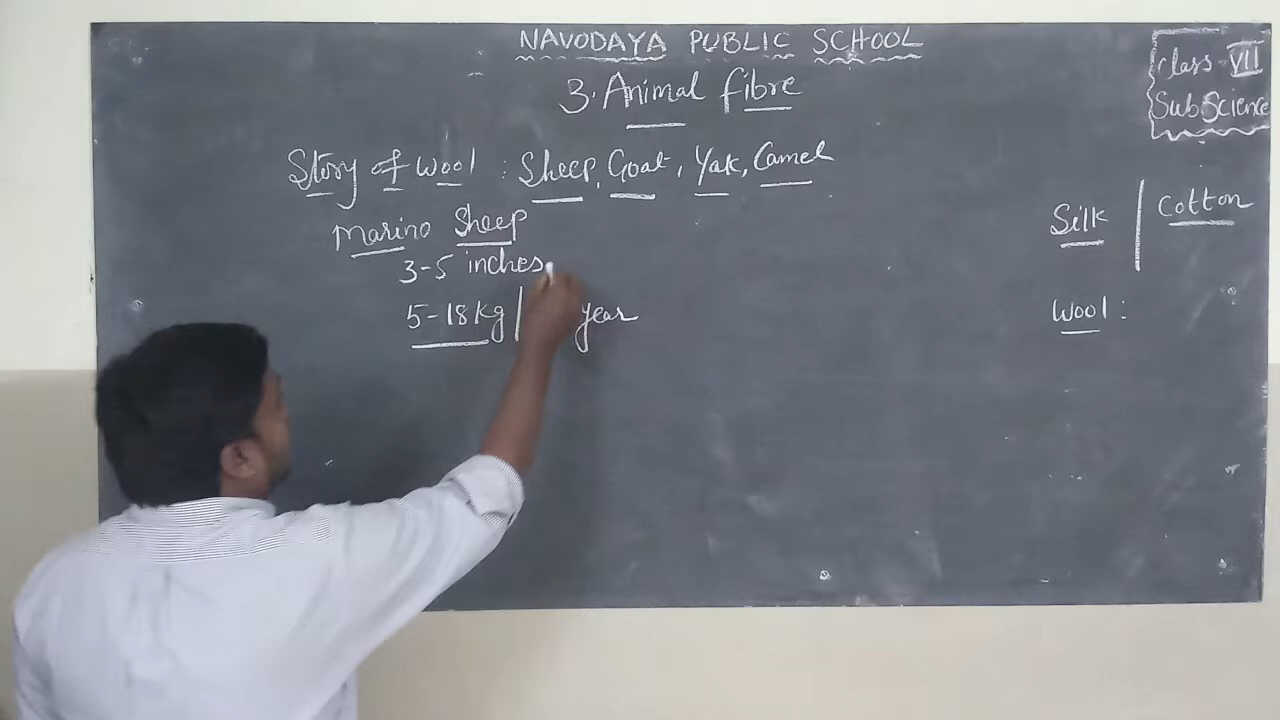 NAVODAYA PUBLIC SCHOOL
3. Animal fibre
Class VII
Sub Science
Story of Wool : Sheep, Goat, Yak, Camel
Marino Sheep
3-5 inches
5-18 Kg | year
Silk | Cotton
Wool :